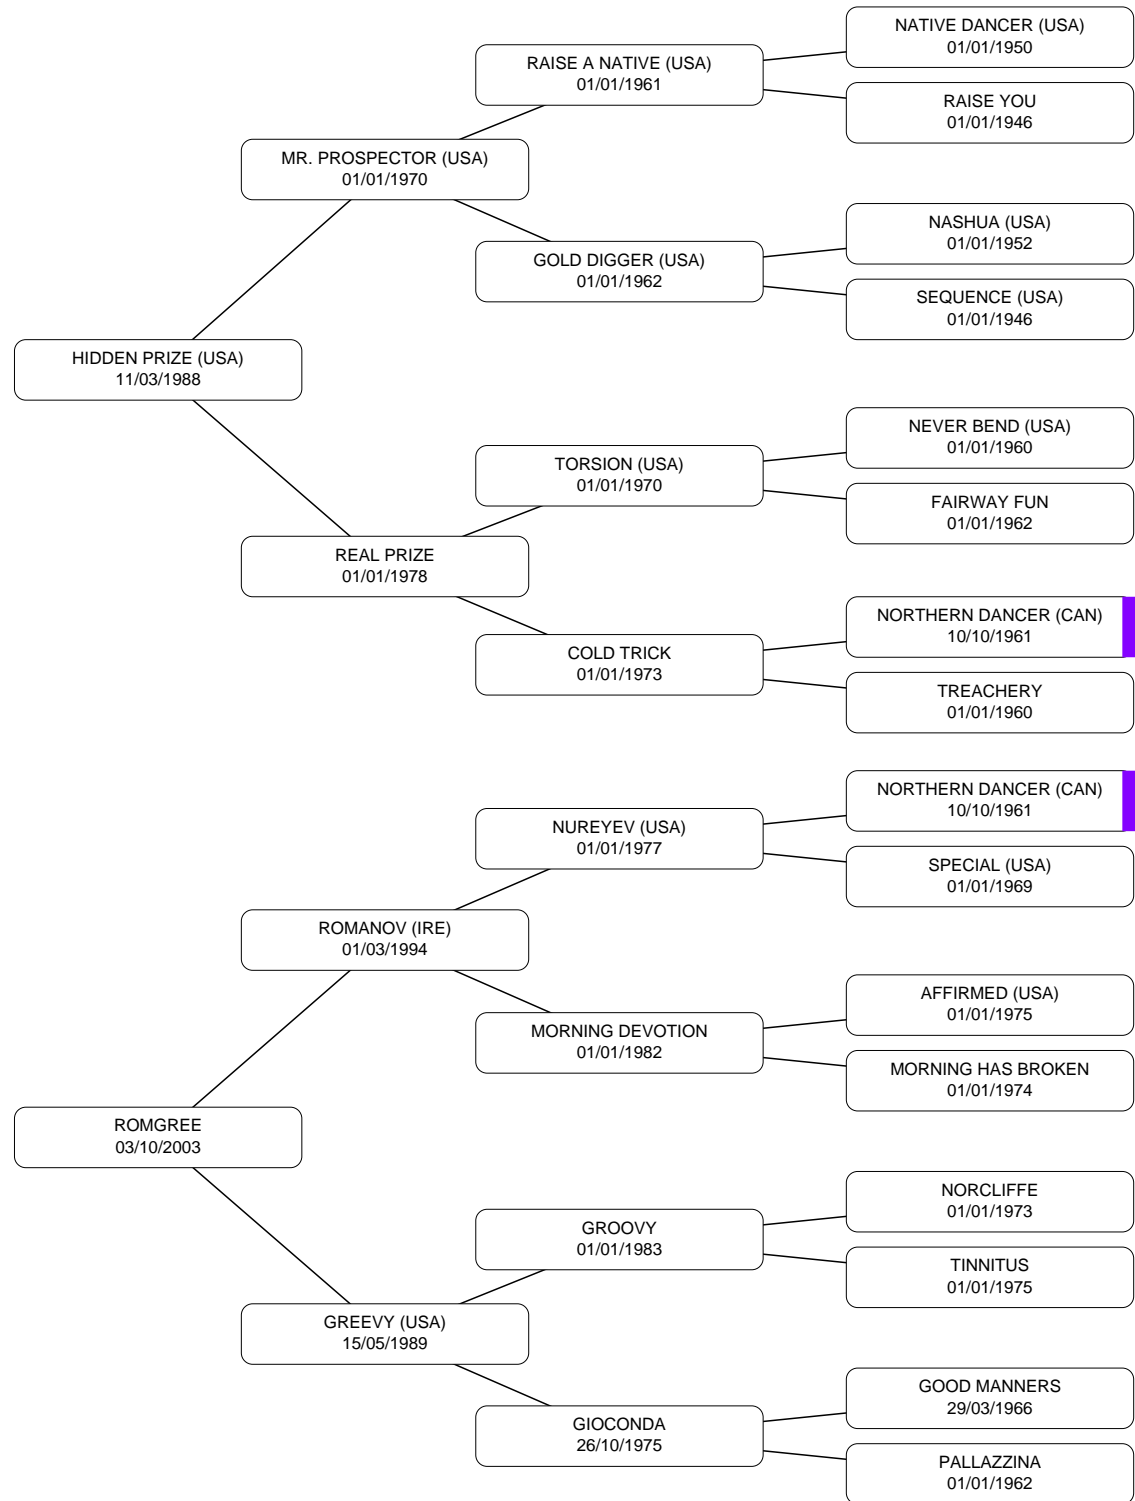 NATIVE DANCER (USA)
01/01/1950
RAISE A NATIVE (USA)
01/01/1961
RAISE YOU
01/01/1946
MR. PROSPECTOR (USA)
01/01/1970
NASHUA (USA)
01/01/1952
GOLD DIGGER (USA)
01/01/1962
SEQUENCE (USA)
01/01/1946
HIDDEN PRIZE (USA)
11/03/1988
NEVER BEND (USA)
01/01/1960
TORSION (USA)
01/01/1970
FAIRWAY FUN
01/01/1962
REAL PRIZE
01/01/1978
NORTHERN DANCER (CAN)
10/10/1961
COLD TRICK
01/01/1973
TREACHERY
01/01/1960
NORTHERN DANCER (CAN)
10/10/1961
NUREYEV (USA)
01/01/1977
SPECIAL (USA)
01/01/1969
ROMANOV (IRE)
01/03/1994
AFFIRMED (USA)
01/01/1975
MORNING DEVOTION
01/01/1982
MORNING HAS BROKEN
01/01/1974
ROMGREE
03/10/2003
NORCLIFFE
01/01/1973
GROOVY
01/01/1983
TINNITUS
01/01/1975
GREEVY (USA)
15/05/1989
GOOD MANNERS
29/03/1966
GIOCONDA
26/10/1975
PALLAZZINA
01/01/1962